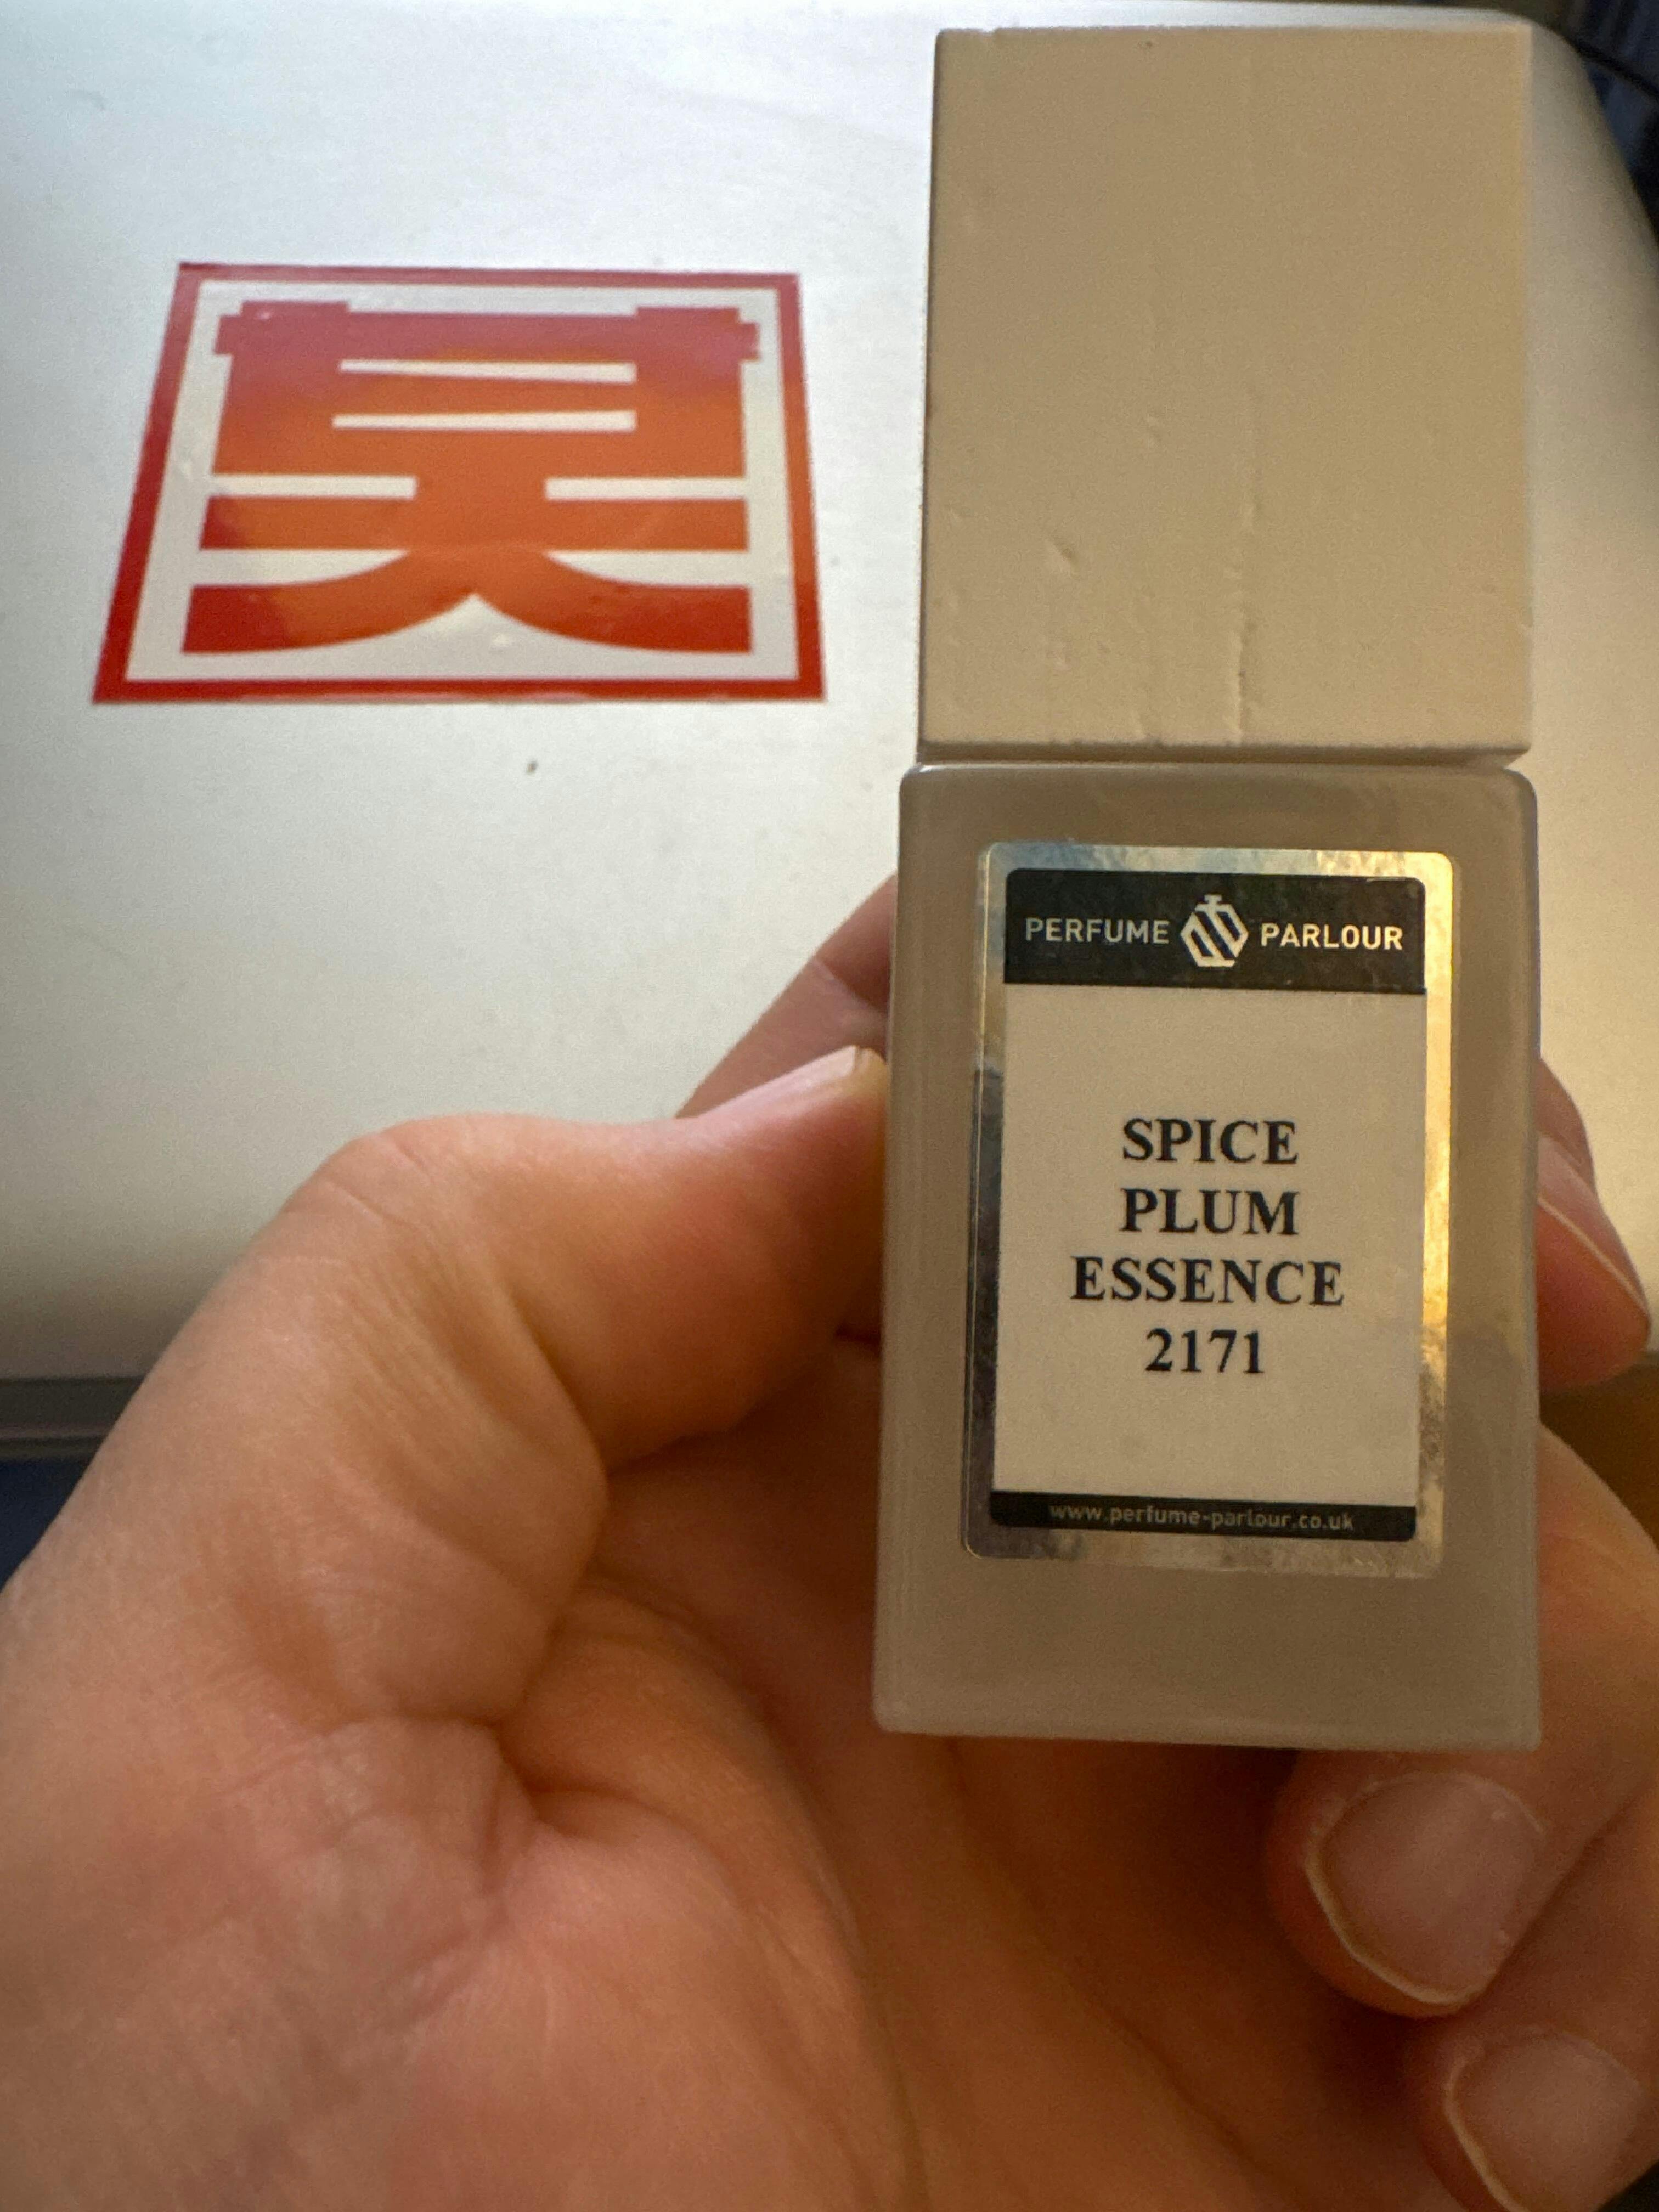 PERFUME PARLOUR
SPICE
PLUM
ESSENCE
2171
www.perfume-parlour.co.uk